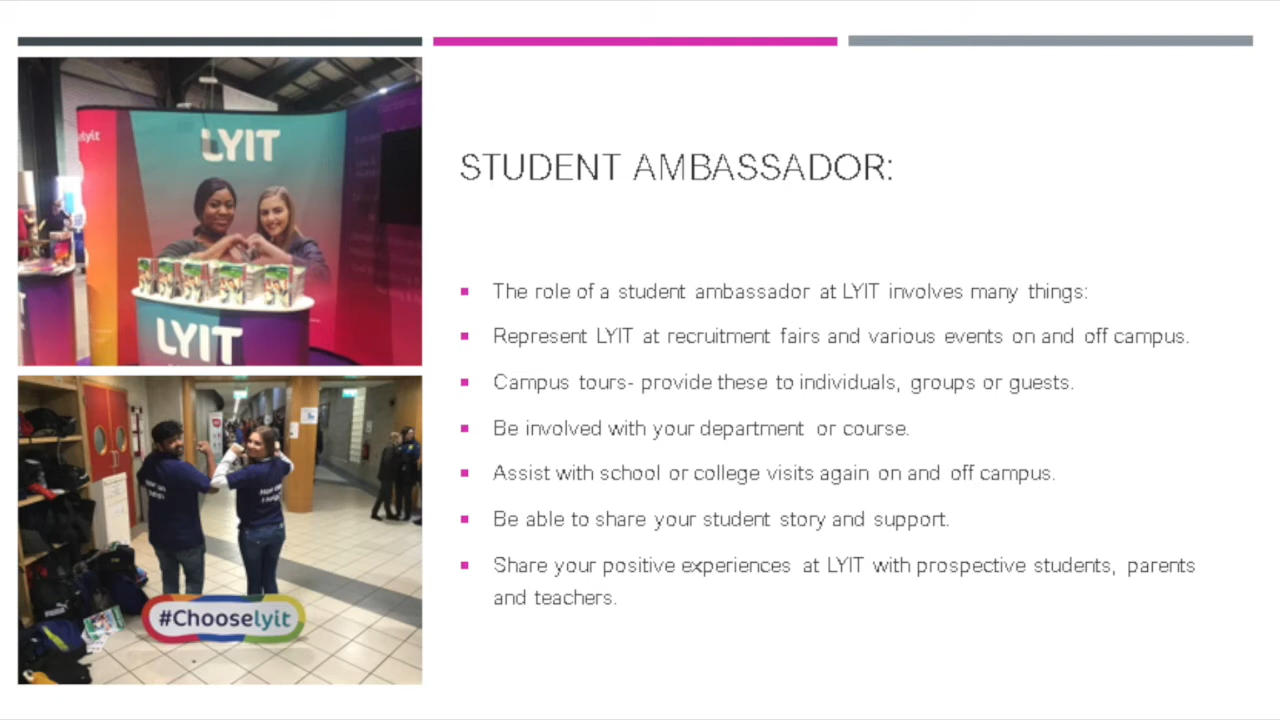 lyit
LYIT
LYIT
#Chooselyit
STUDENT AMBASSADOR:
The role of a student ambassador at LYIT involves many things:
Represent LYIT at recruitment fairs and various events on and off campus.
Campus tours- provide these to individuals, groups or guests.
Be involved with your department or course.
Assist with school or college visits again on and off campus.
Be able to share your student story and support.
Share your positive experiences at LYIT with prospective students, parents
and teachers.